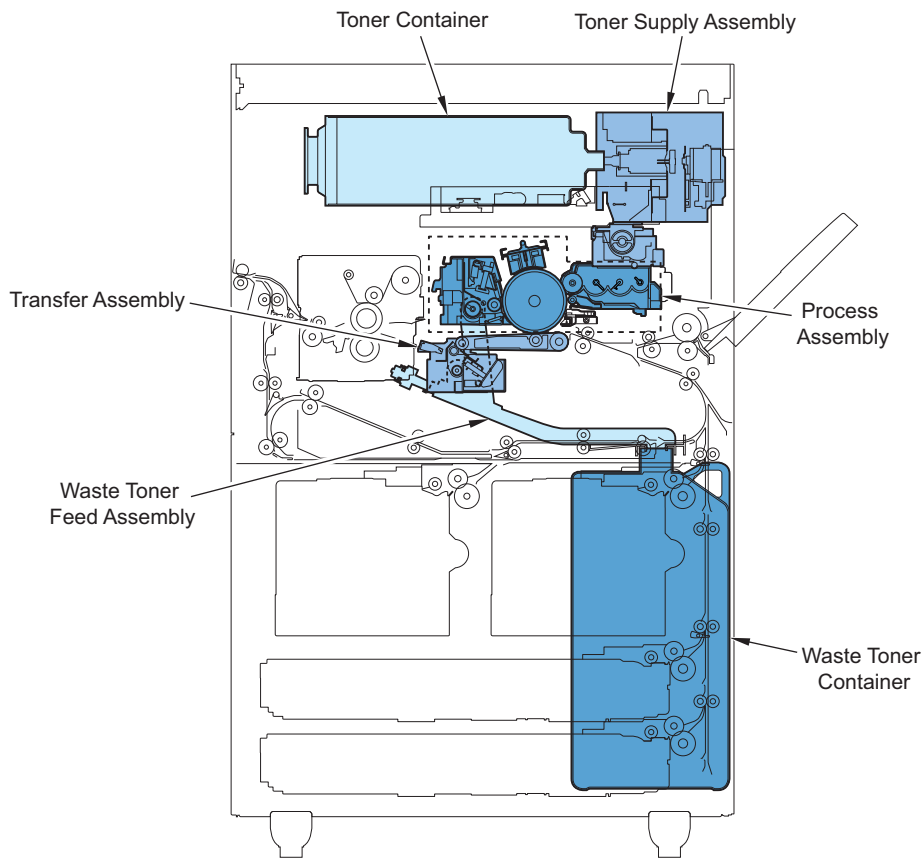 Toner Container
Toner Supply Assembly
Transfer Assembly
Process
Assembly
Waste Toner
Feed Assembly
Waste Toner
Container